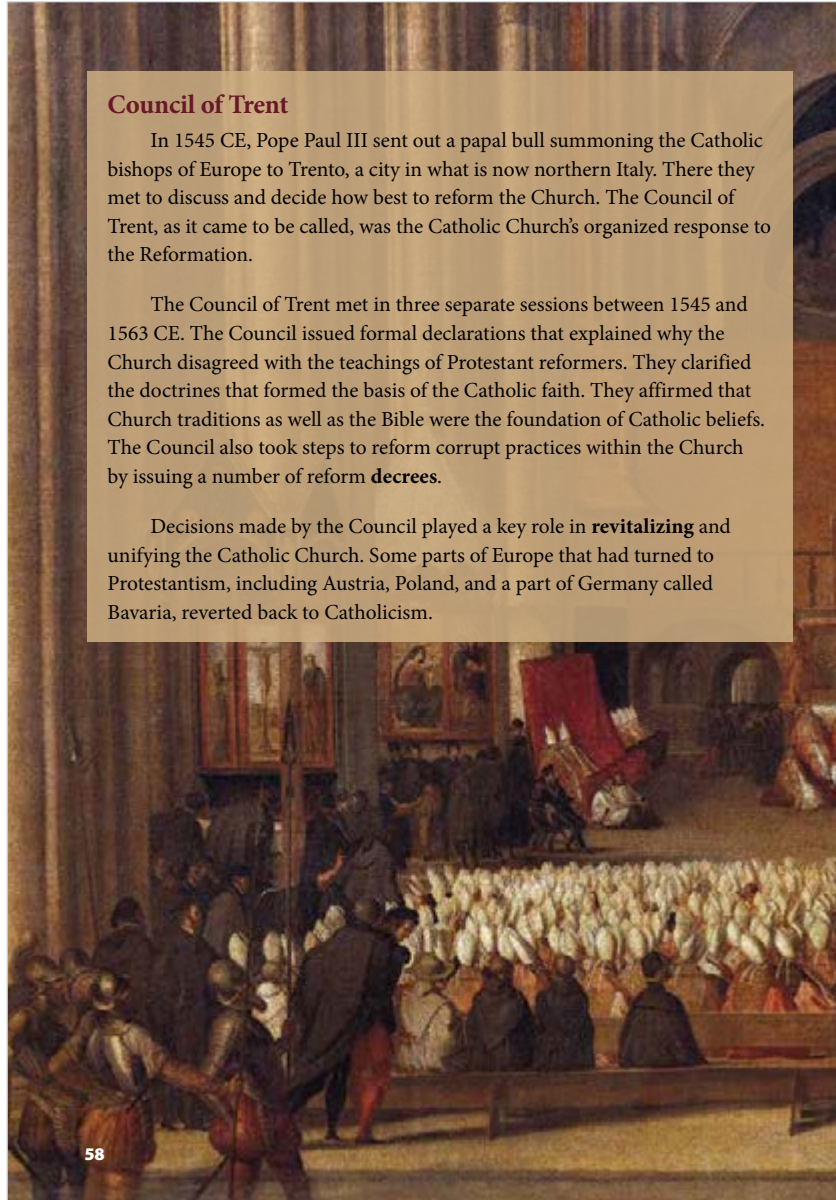 Council of Trent
In 1545 CE, Pope Paul III sent out a papal bull summoning the Catholic
bishops of Europe to Trento, a city in what is now northern Italy. There they
met to discuss and decide how best to reform the Church. The Council of
Trent, as it came to be called, was the Catholic Church’s organized response to
the Reformation.
The Council of Trent met in three separate sessions between 1545 and
1563 CE. The Council issued formal declarations that explained why the
Church disagreed with the teachings of Protestant reformers. They clarified
the doctrines that formed the basis of the Catholic faith. They affirmed that
Church traditions as well as the Bible were the foundation of Catholic beliefs.
The Council also took steps to reform corrupt practices within the Church
by issuing a number of reform decrees.
Decisions made by the Council played a key role in revitalizing and
unifying the Catholic Church. Some parts of Europe that had turned to
Protestantism, including Austria, Poland, and a part of Germany called
Bavaria, reverted back to Catholicism.
58